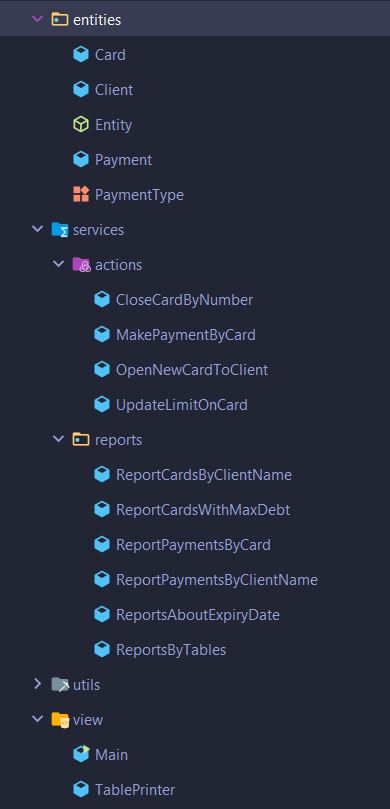 entities
Card
Client
Entity
Payment
PaymentType
services
actions
CloseCardByNumber
MakePaymentByCard
OpenNewCardToClient
UpdateLimitOnCard
reports
ReportCardsByClientName
ReportCardsWithMaxDebt
ReportPaymentsByCard
ReportPaymentsByClientName
ReportsAboutExpiryDate
ReportsByTables
utils
view
Main
TablePrinter